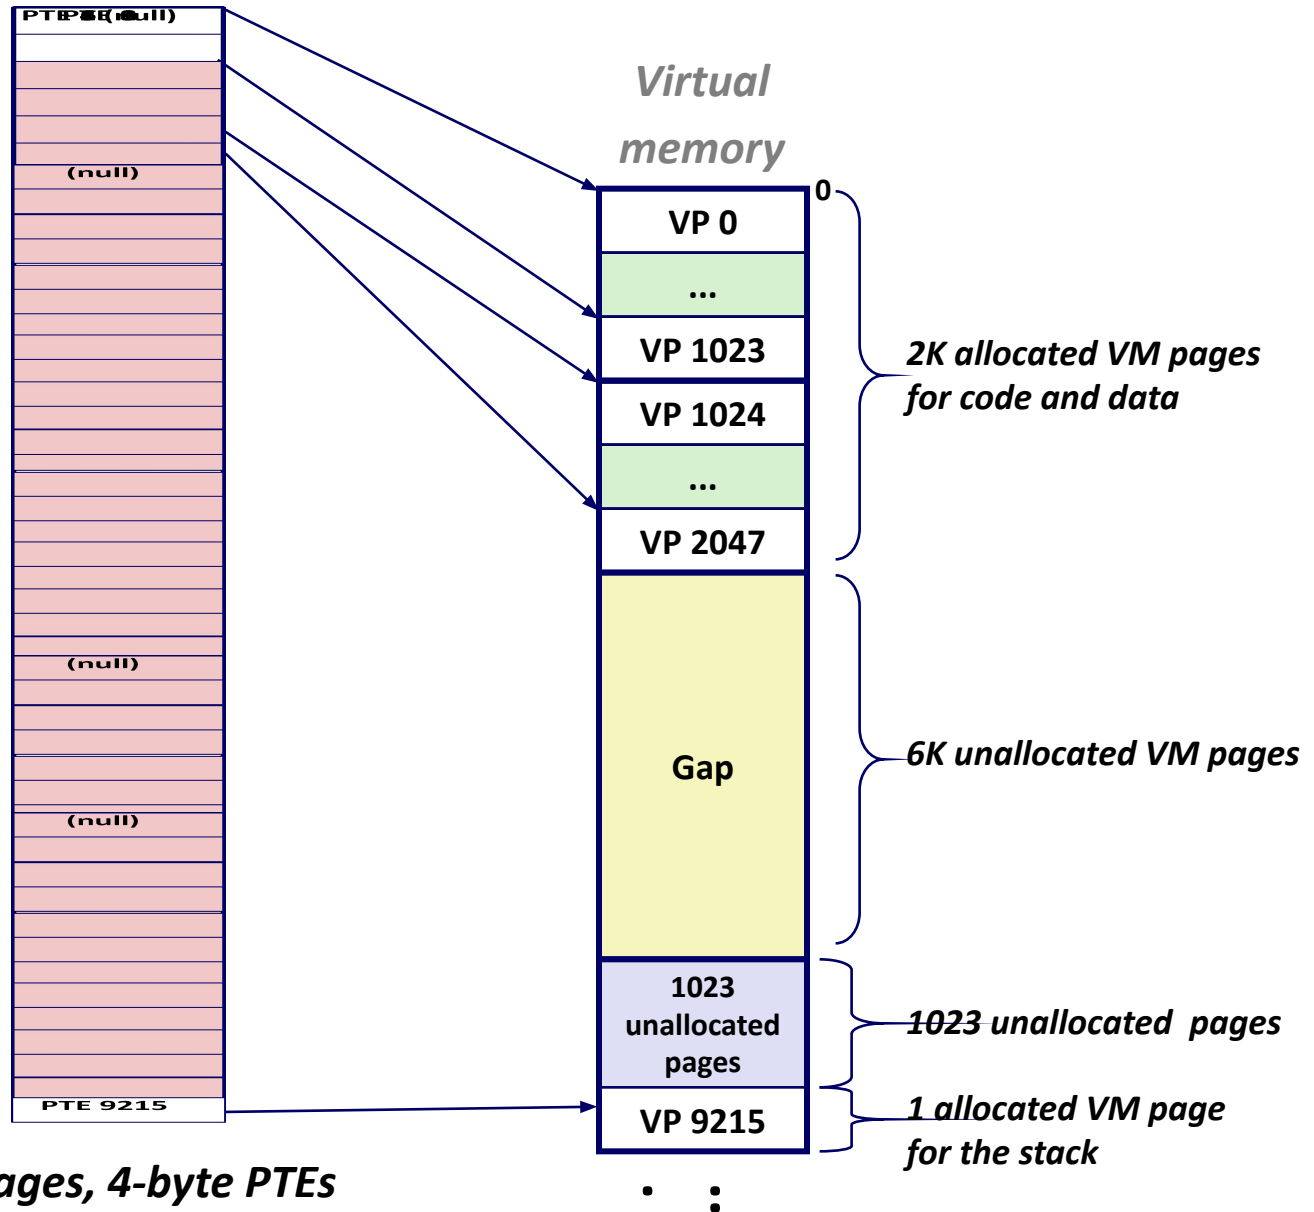 (null)
(null)
(null)
PTE 9215
ages, 4-byte PTEs
Virtual
memory
0
VP 0
...
VP 1023
VP 1024
...
VP 2047
Gap
1023
unallocated
pages
VP 9215
2K allocated VM pages
for code and data
6K unallocated VM pages
1023 unallocated pages
1 allocated VM page
for the stack